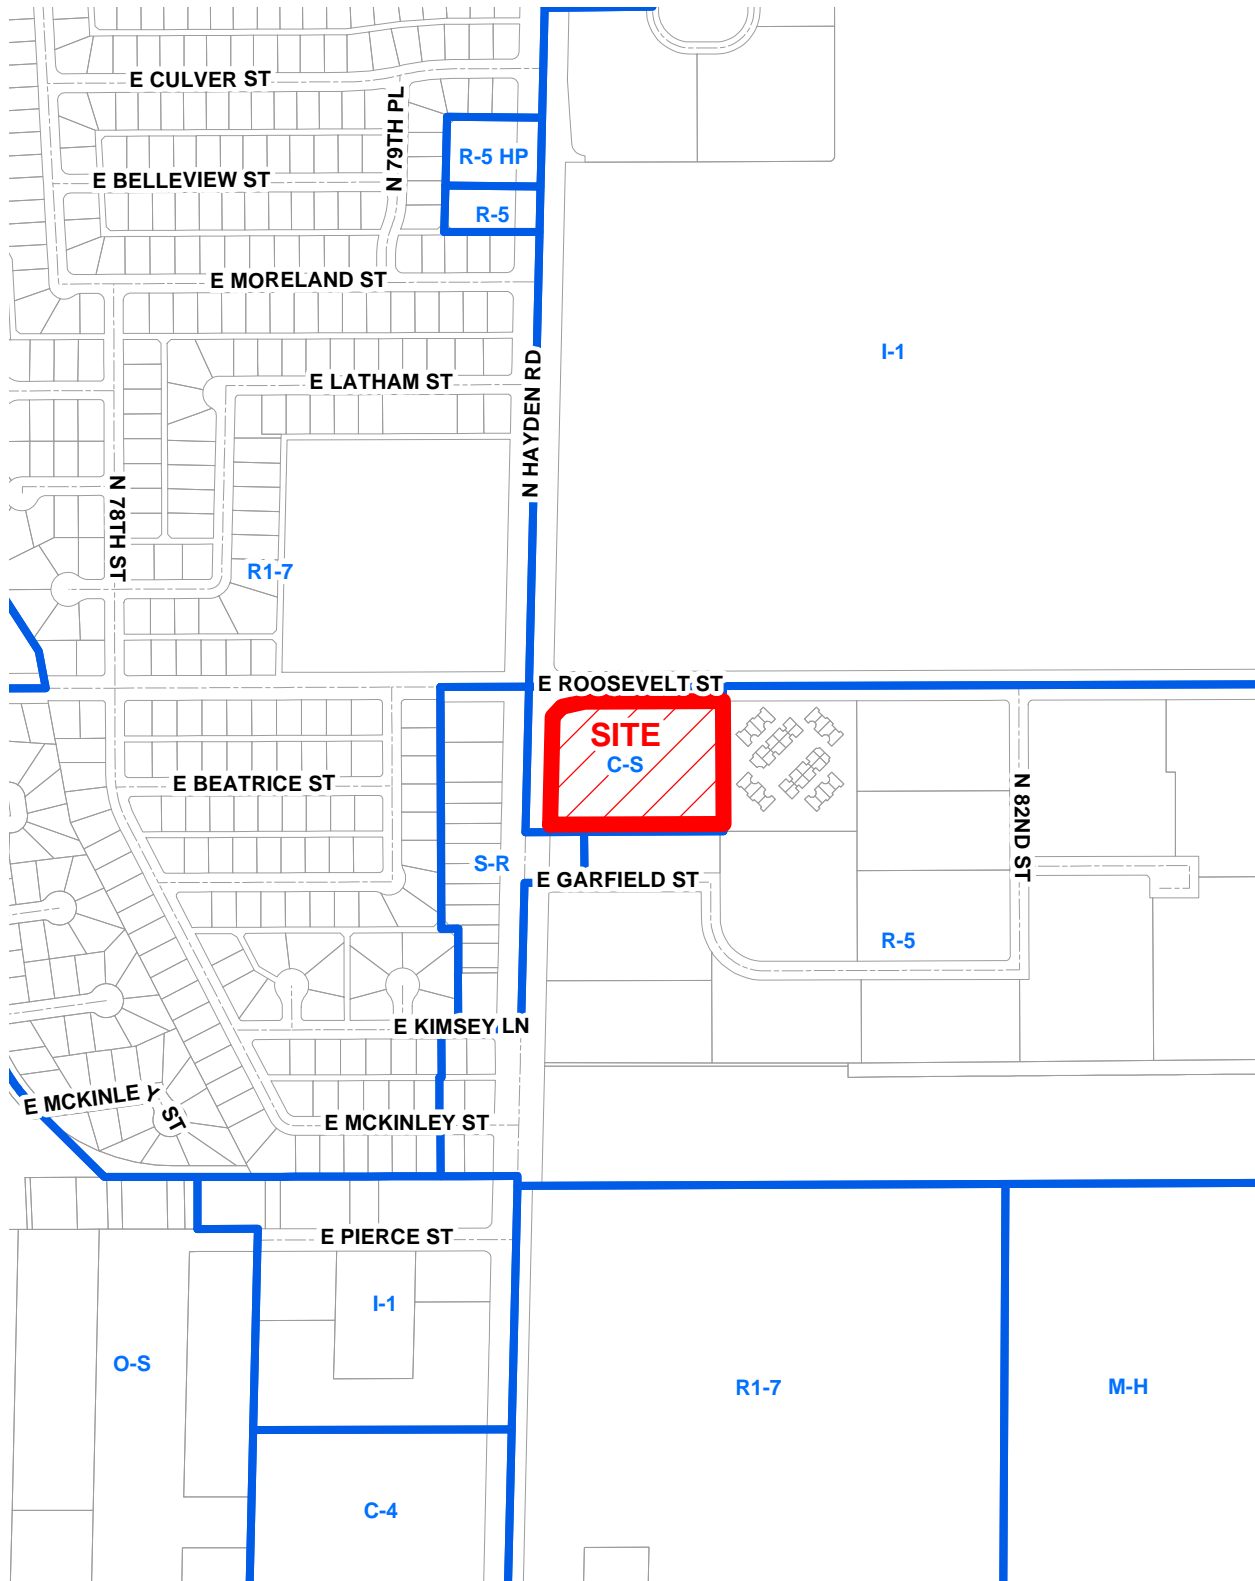 E CULVER ST
N 79TH PL
R-5 HP
E BELLEVIEW ST
R-5
E MORELAND ST
I-1
E LATHAM ST
N HAYDEN RD
N 78TH ST
R1-7
E ROOSEVELT ST
SITE
C-S
E BEATRICE ST
N 82ND ST
S-R
E GARFIELD ST
R-5
E KIMSEY LN
E MCKINLEY ST
E MCKINLEY ST
E PIERCE ST
I-1
O-S
R1-7
M-H
C-4